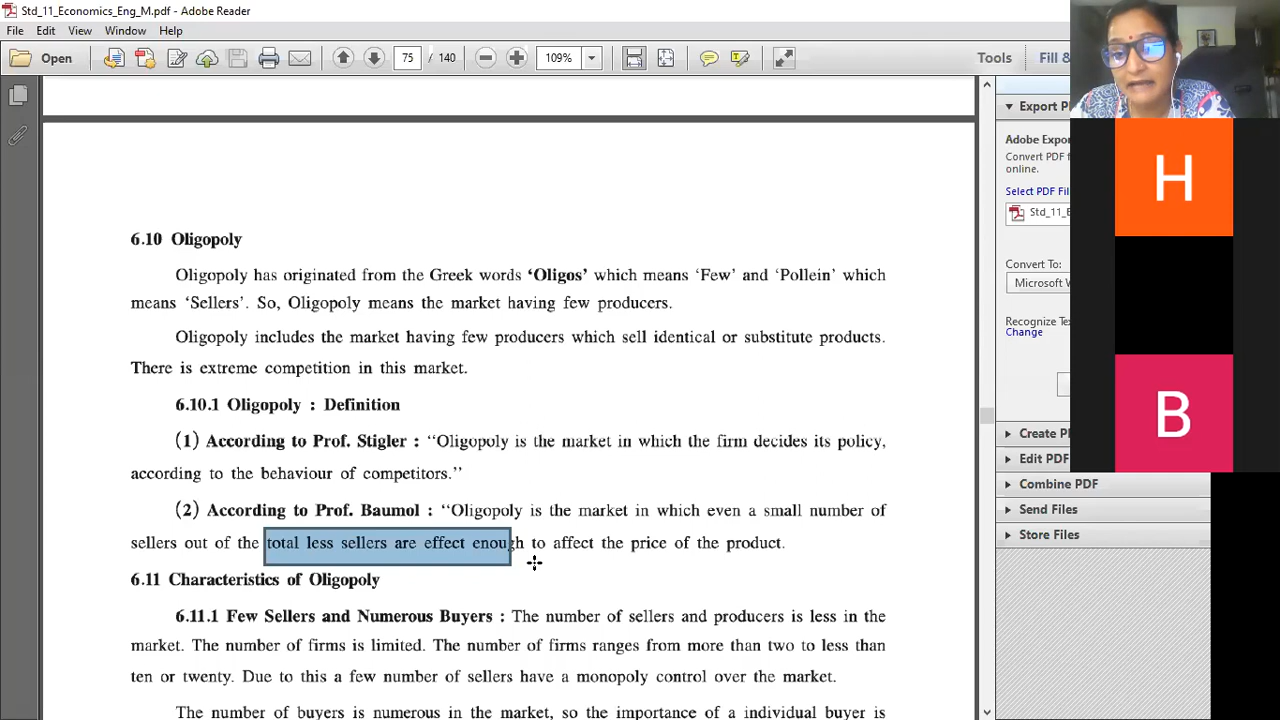 Std_11_Economics_Eng_M.pdf - Adobe Reader
File Edit View Window Help
Open 75 / 140 109% Tools Fill &
Export P
Adobe Expor
Convert PDF f
online.
Select PDF Fil
Std_11_E
Convert To:
Microsoft W
Recognize Tex
Change
Create P
Edit PDF
Combine PDF
Send Files
Store Files
H
B
6.10 Oligopoly
Oligopoly has originated from the Greek words ‘Oligos’ which means ‘Few’ and ‘Pollein’ which
means ‘Sellers’. So, Oligopoly means the market having few producers.
Oligopoly includes the market having few producers which sell identical or substitute products.
There is extreme competition in this market.
6.10.1 Oligopoly : Definition
(1) According to Prof. Stigler : ‘‘Oligopoly is the market in which the firm decides its policy,
according to the behaviour of competitors.’’
(2) According to Prof. Baumol : ‘‘Oligopoly is the market in which even a small number of
sellers out of the total less sellers are effect enough to affect the price of the product.
6.11 Characteristics of Oligopoly
6.11.1 Few Sellers and Numerous Buyers : The number of sellers and producers is less in the
market. The number of firms is limited. The number of firms ranges from more than two to less than
ten or twenty. Due to this a few number of sellers have a monopoly control over the market.
The number of buyers is numerous in the market, so the importance of a individual buyer is